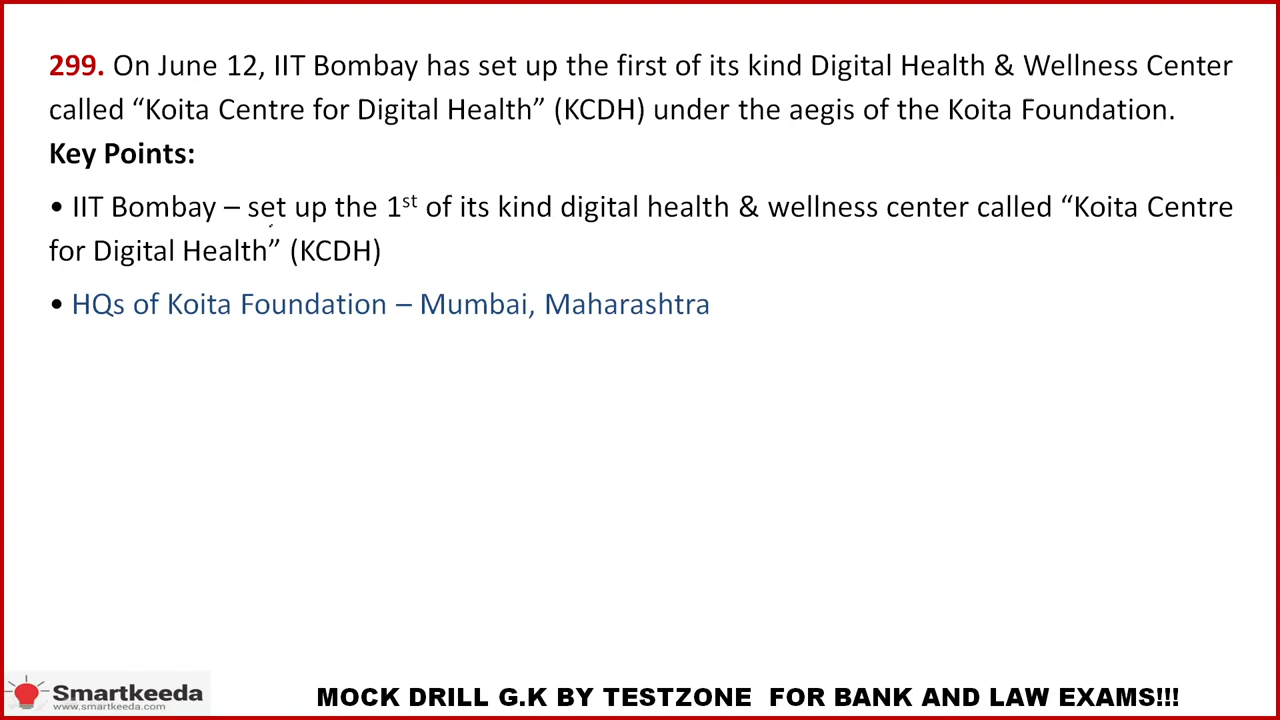 299. On June 12, IIT Bombay has set up the first of its kind Digital Health & Wellness Center
called “Koita Centre for Digital Health” (KCDH) under the aegis of the Koita Foundation.
Key Points:
• IIT Bombay – set up the 1st of its kind digital health & wellness center called “Koita Centre
for Digital Health” (KCDH)
• HQs of Koita Foundation – Mumbai, Maharashtra
Smartkeeda
www.smartkeeda.com
MOCK DRILL G.K BY TESTZONE FOR BANK AND LAW EXAMS!!!